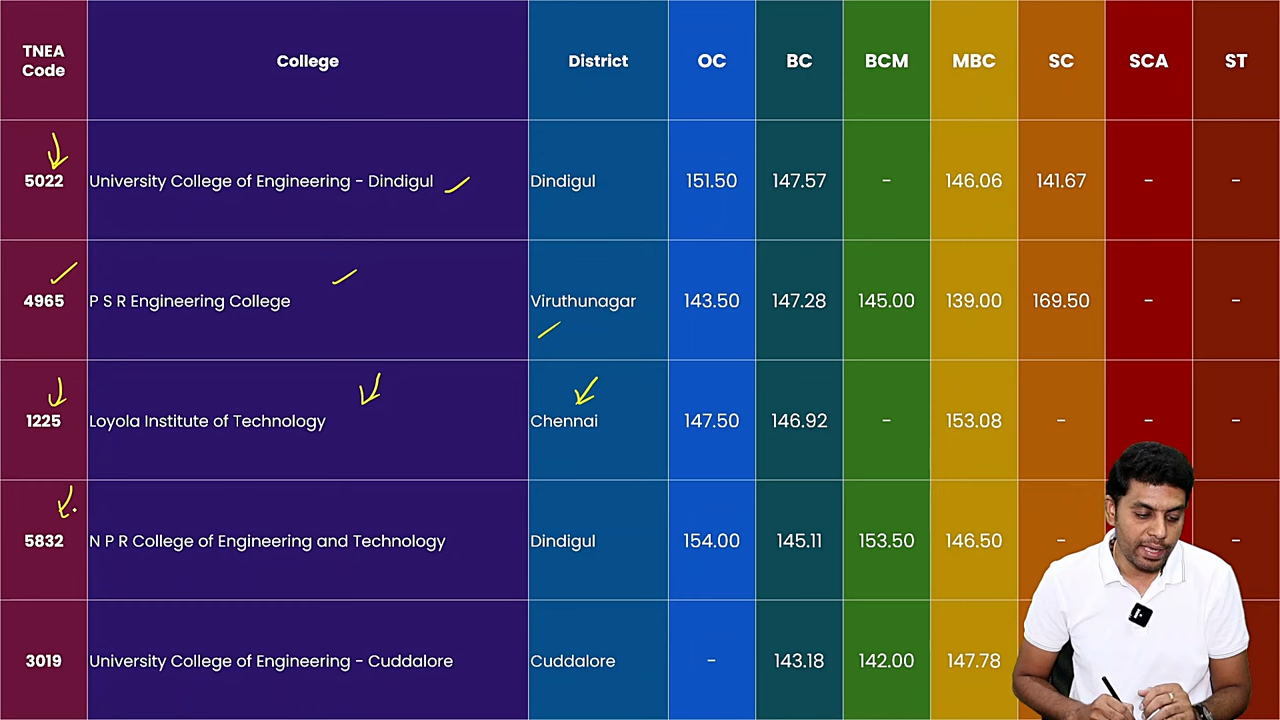 TNEA Code College District OC BC BCM MBC SC SCA ST
5022 University College of Engineering - Dindigul Dindigul 151.50 147.57 - 146.06 141.67 - -
4965 P S R Engineering College Viruthunagar 143.50 147.28 145.00 139.00 169.50 - -
1225 Loyola Institute of Technology Chennai 147.50 146.92 - 153.08 - - -
5832 N P R College of Engineering and Technology Dindigul 154.00 145.11 153.50 146.50 - -
3019 University College of Engineering - Cuddalore Cuddalore - 143.18 142.00 147.78